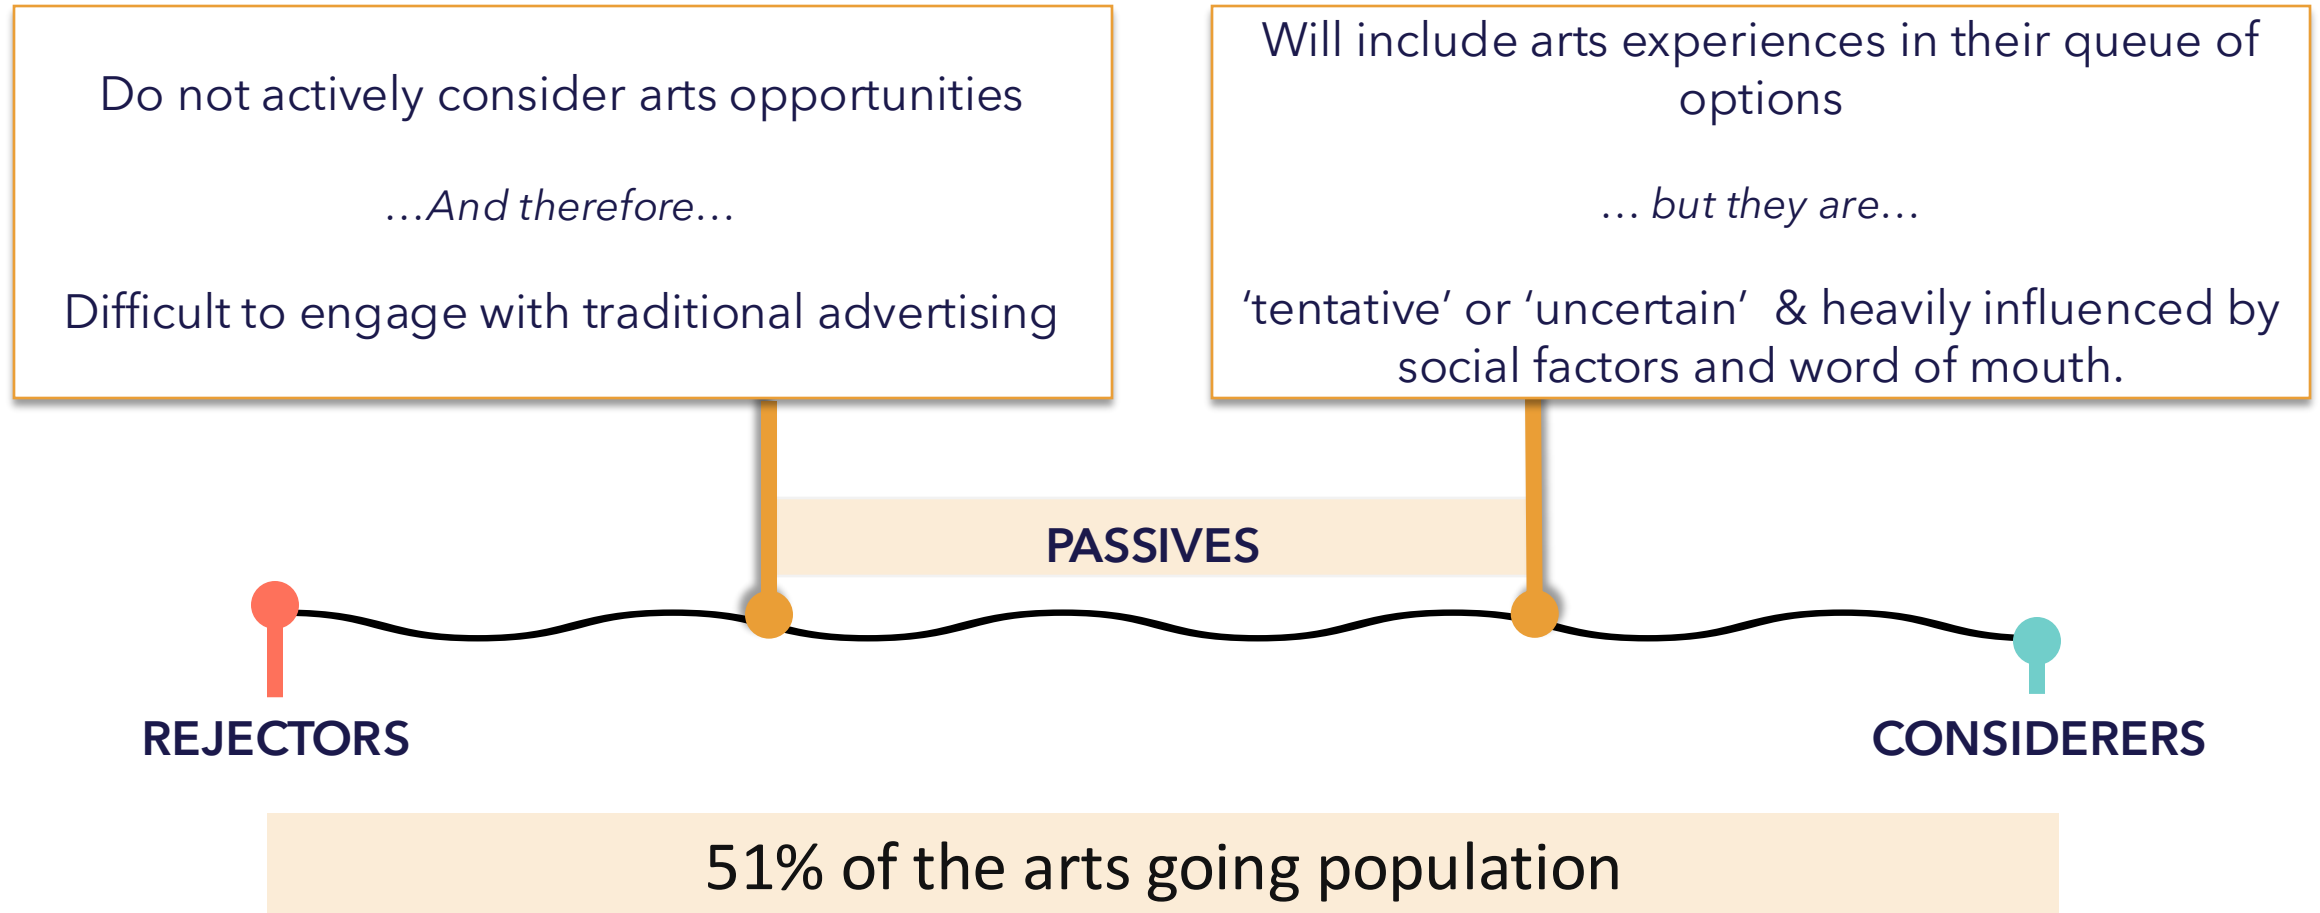 Do not actively consider arts opportunities
…And therefore…
Difficult to engage with traditional advertising
Will include arts experiences in their queue of
options
… but they are…
‘tentative’ or ‘uncertain’  & heavily influenced by
social factors and word of mouth.
PASSIVES
REJECTORS
CONSIDERERS
51% of the arts going population